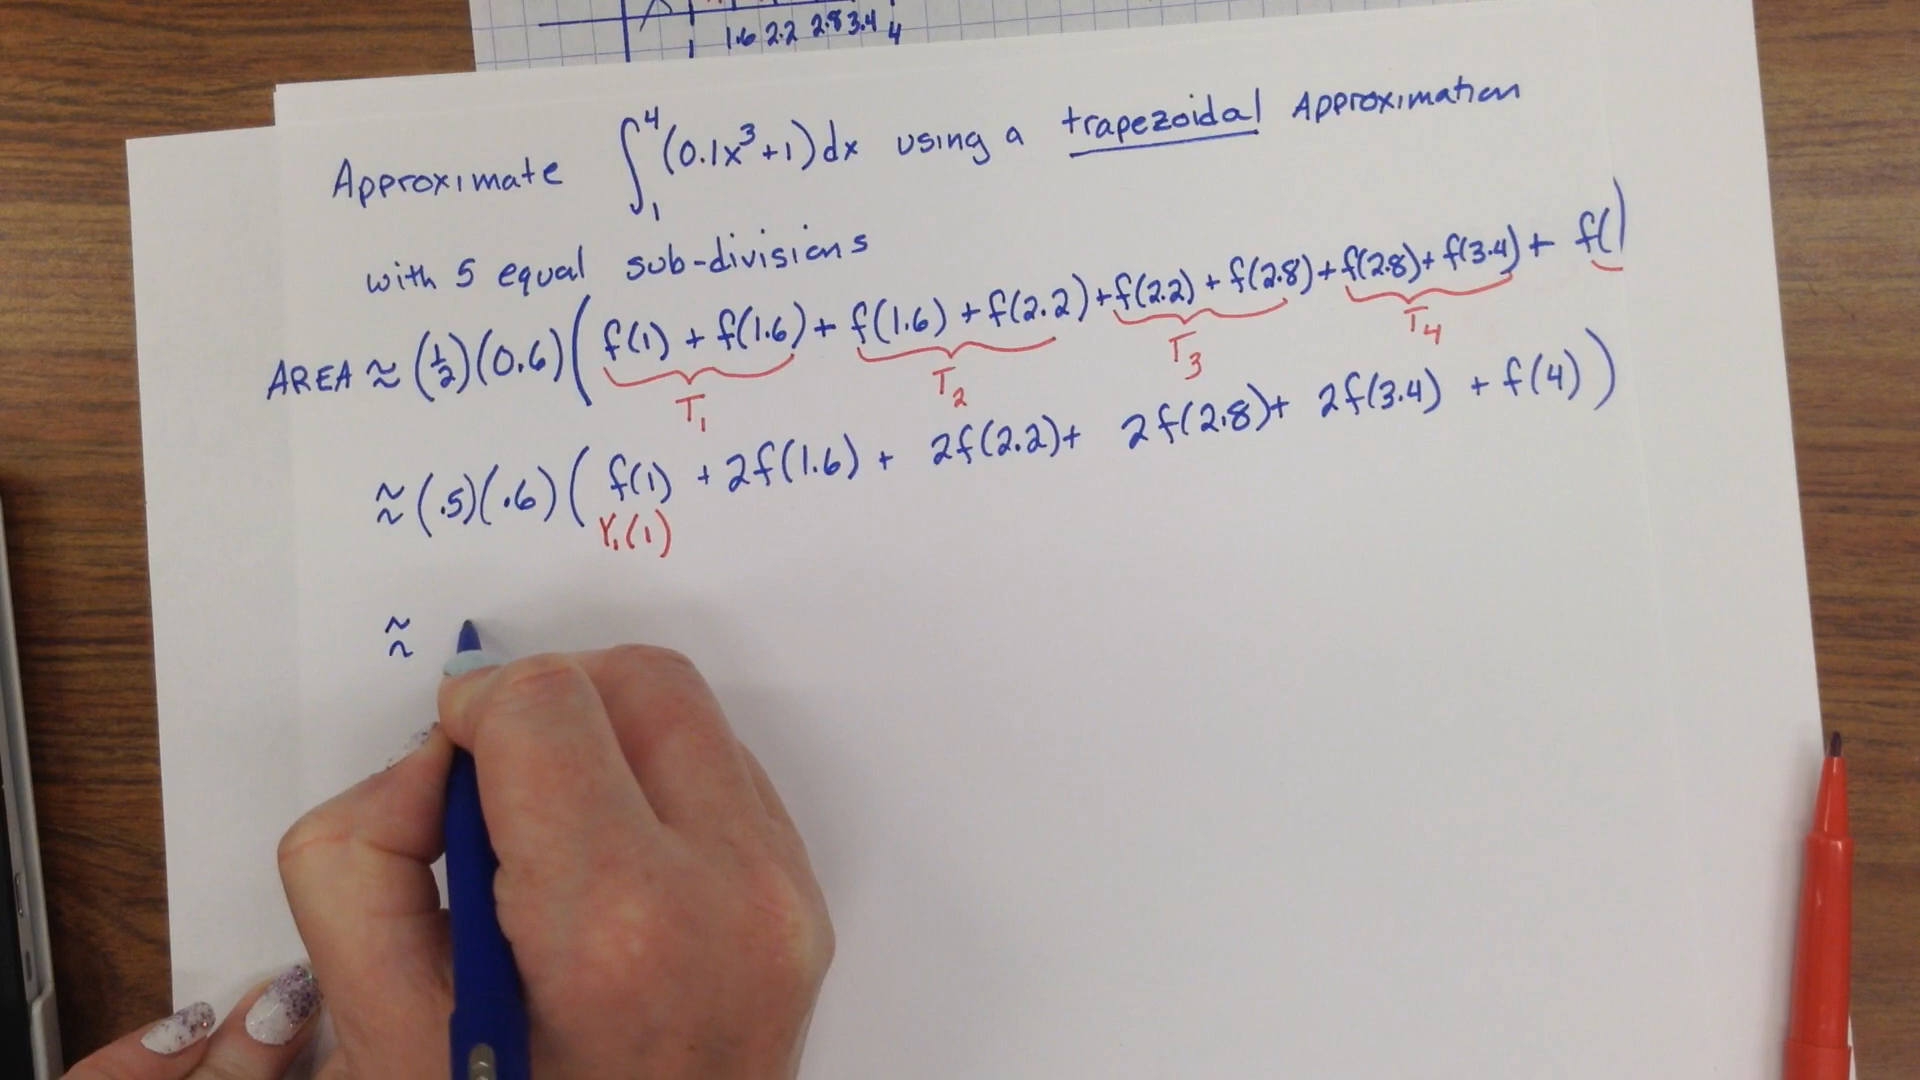 1 1.6 2.2 2.8 3.4 4
Approximate ∫₁⁴ (0.1x³+1)dx using a trapezoidal Approximation
with 5 equal sub-divisions
AREA ≈ (1/2)(0.6)( f(1) + f(1.6) + f(1.6) + f(2.2) + f(2.2) + f(2.8) + f(2.8) + f(3.4) + f( )
T₁ T₂ T₃ T₄
≈ (.5)(.6)( f(1) + 2f(1.6) + 2f(2.2) + 2f(2.8) + 2f(3.4) + f(4) )
Y₁(1)
≈